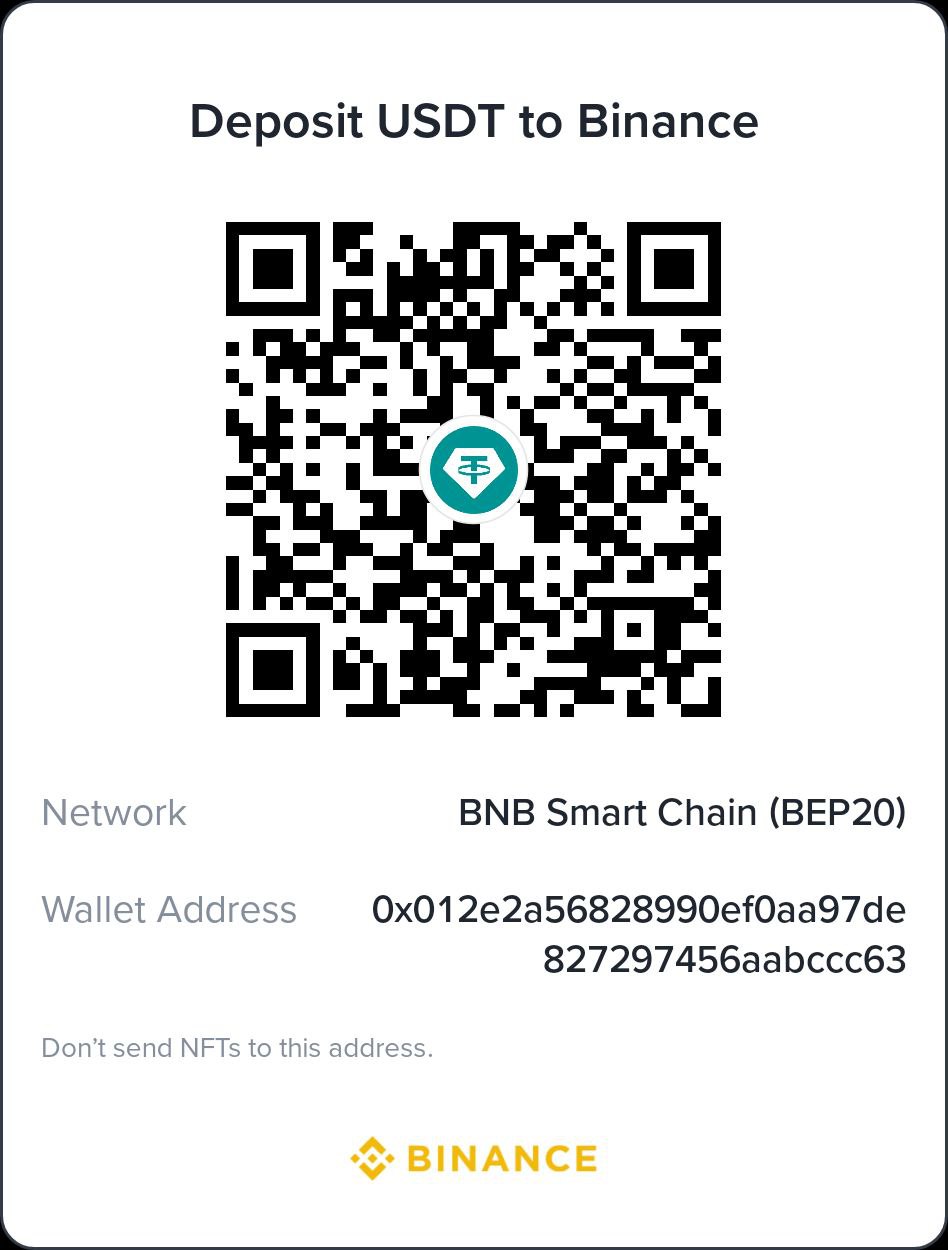 Deposit USDT to Binance
Network BNB Smart Chain (BEP20)
Wallet Address 0x012e2a56828990ef0aa97de
827297456aabccc63
Don't send NFTs to this address.
BINANCE